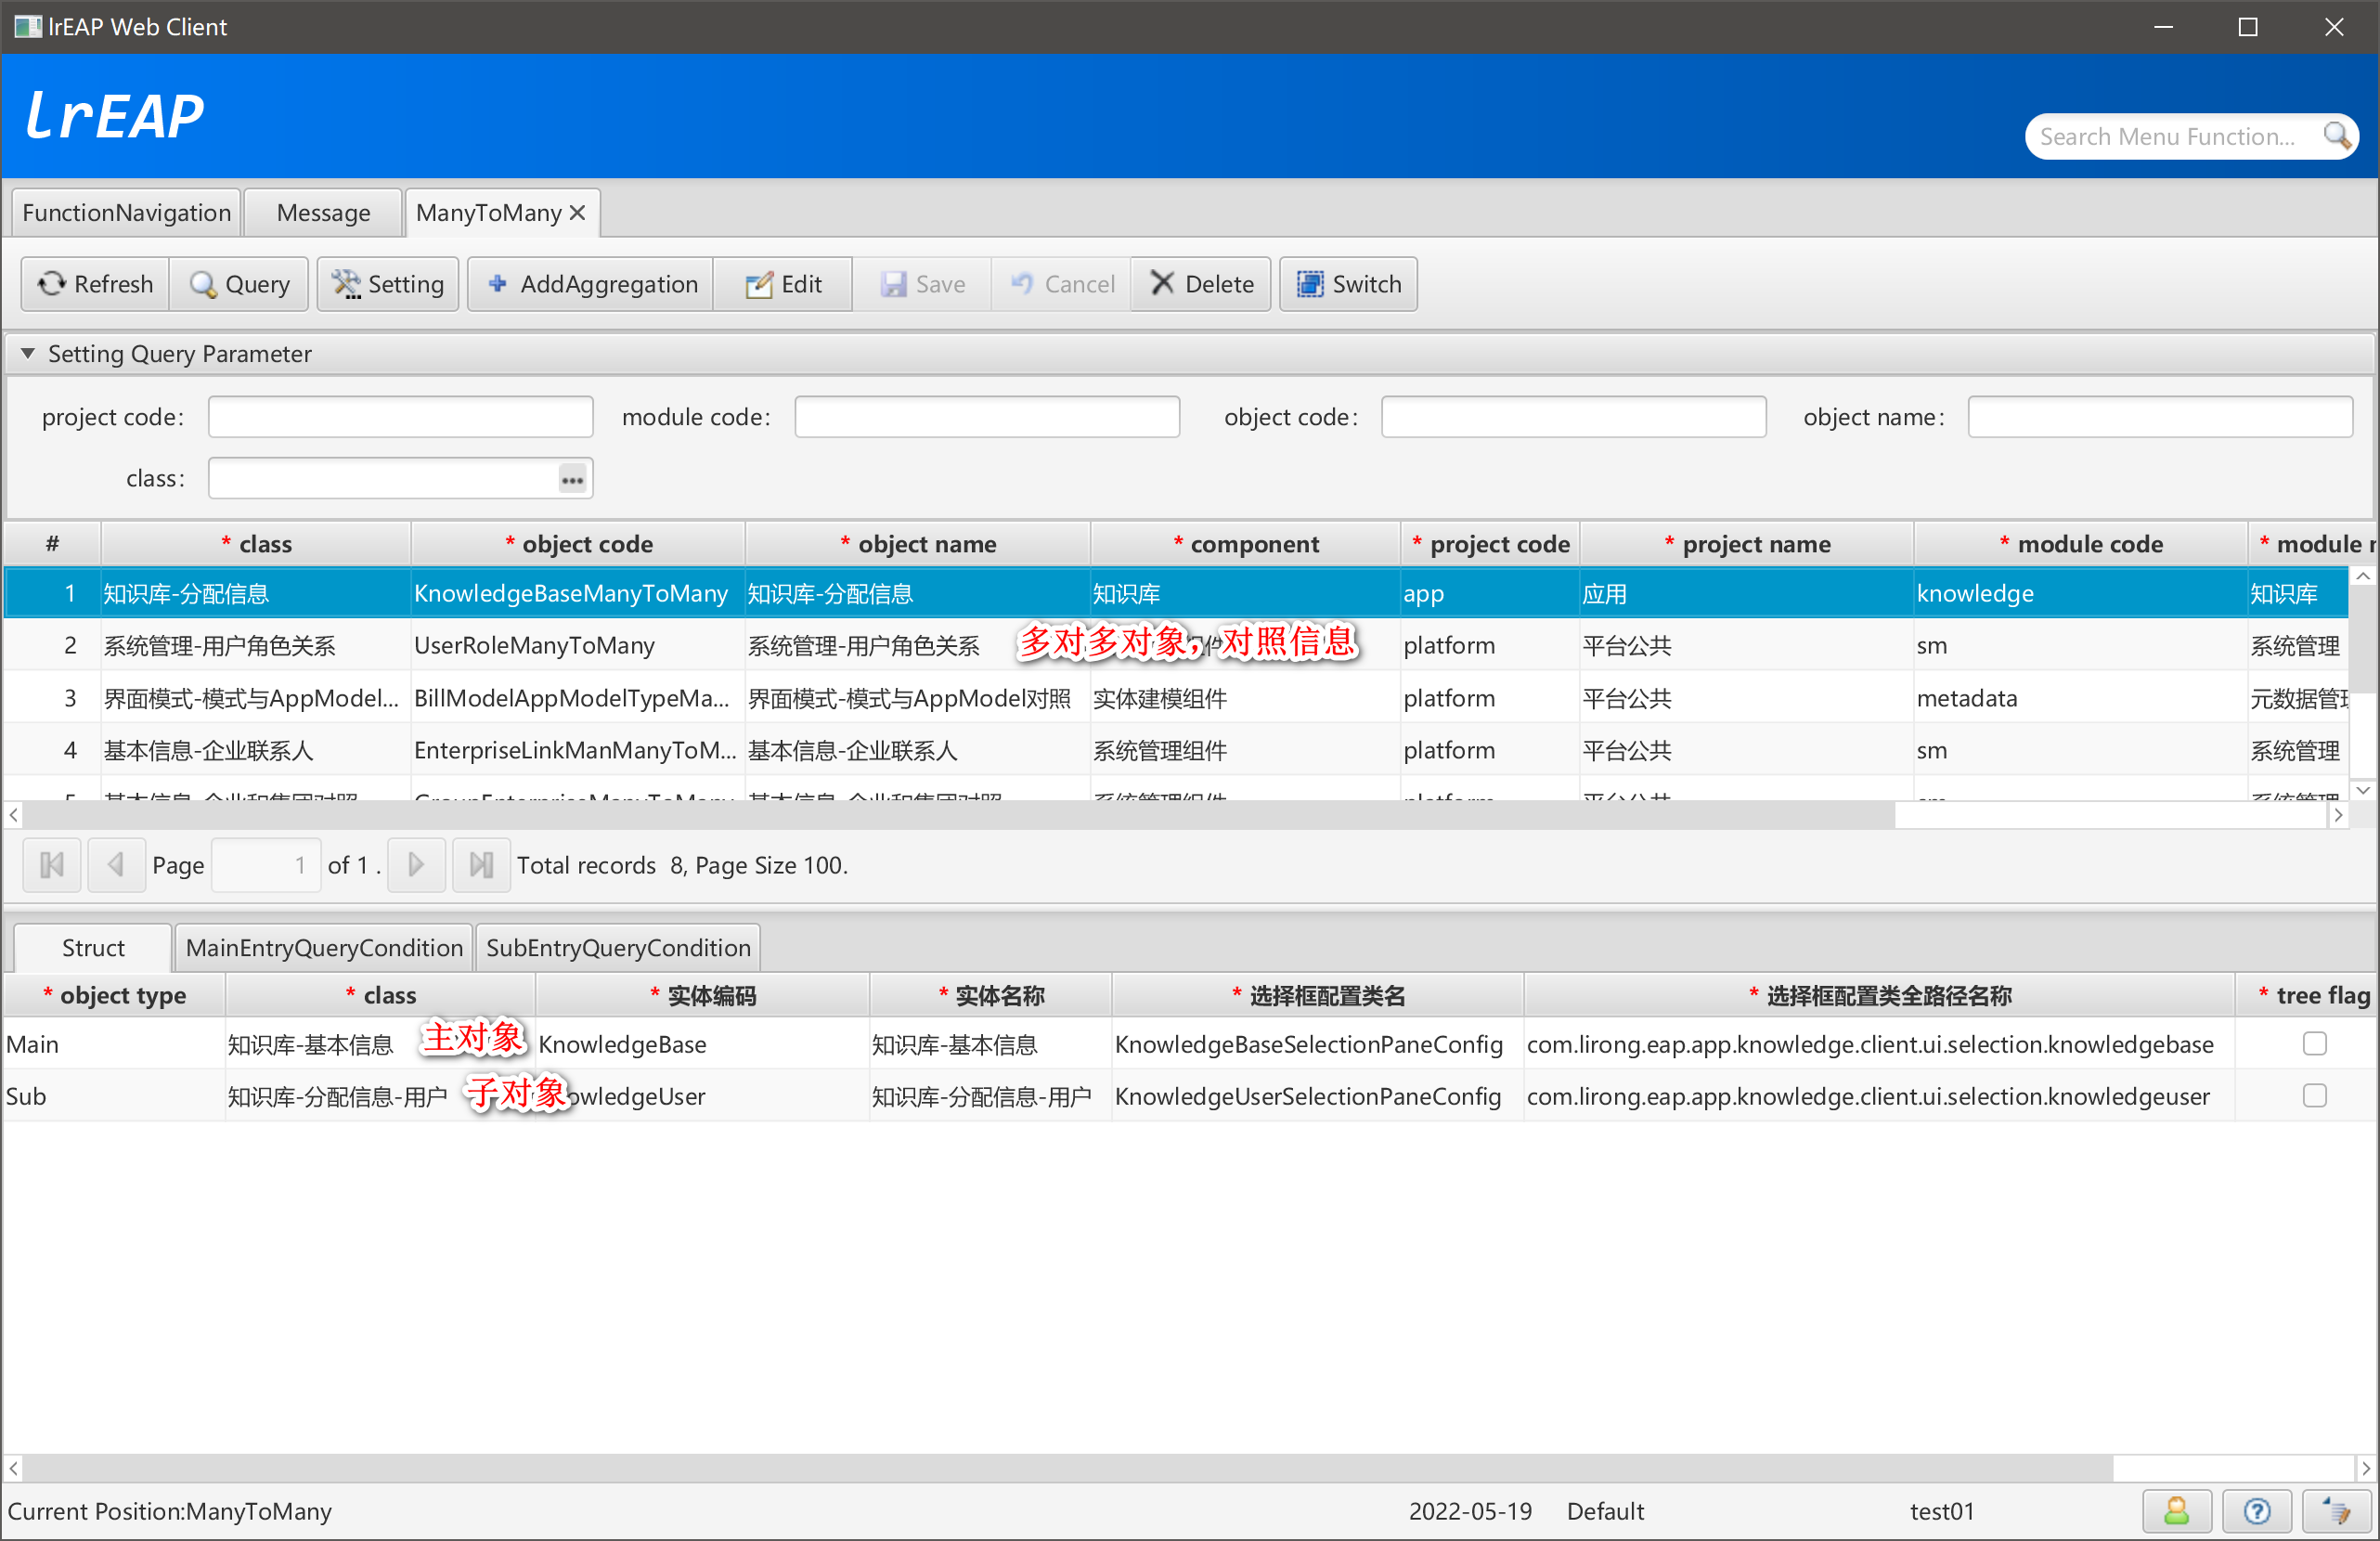 lrEAP Web Client
lrEAP
Search Menu Function...
FunctionNavigation Message ManyToMany
Refresh Query Setting AddAggregation Edit Save Cancel Delete Switch
Setting Query Parameter
project code: module code: object code: object name:
class:
# * class * object code * object name * component * project code * project name * module code * module
1 知识库-分配信息 KnowledgeBaseManyToMany 知识库-分配信息 知识库 app 应用 knowledge 知识库
2 系统管理-用户角色关系 UserRoleManyToMany 系统管理-用户角色关系 platform 平台公共 sm 系统管理
多对多对象，对照信息
3 界面模式-模式与AppModel... BillModelAppModelTypeMa... 界面模式-模式与AppModel对照 实体建模组件 platform 平台公共 metadata 元数据管
4 基本信息-企业联系人 EnterpriseLinkManManyToM... 基本信息-企业联系人 系统管理组件 platform 平台公共 sm 系统管理
Page 1 of 1 . Total records 8, Page Size 100.
Struct MainEntryQueryCondition SubEntryQueryCondition
* object type * class * 实体编码 * 实体名称 * 选择框配置类名 * 选择框配置类全路径名称 * tree flag
Main 知识库-基本信息 主对象 KnowledgeBase 知识库-基本信息 KnowledgeBaseSelectionPaneConfig com.lirong.eap.app.knowledge.client.ui.selection.knowledgebase
Sub 知识库-分配信息-用户 子对象 owledgeUser 知识库-分配信息-用户 KnowledgeUserSelectionPaneConfig com.lirong.eap.app.knowledge.client.ui.selection.knowledgeuser
Current Position:ManyToMany 2022-05-19 Default test01